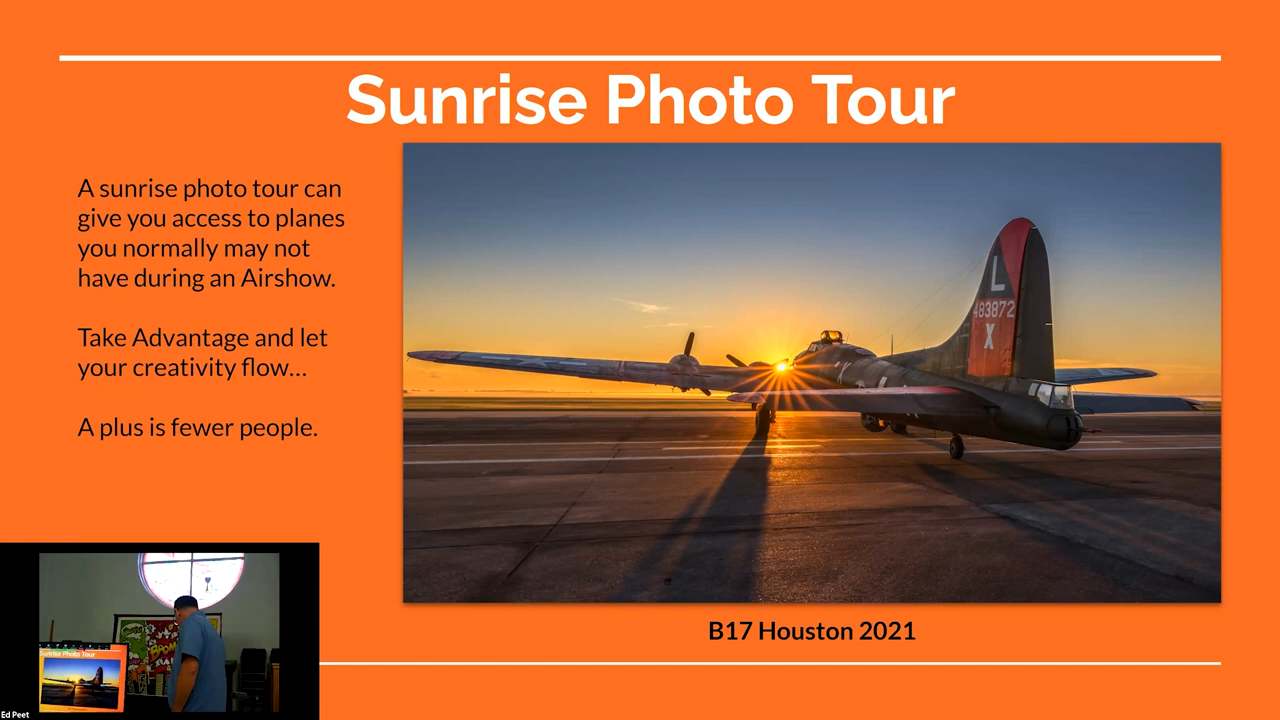 Sunrise Photo Tour
A sunrise photo tour can
give you access to planes
you normally may not
have during an Airshow.
Take Advantage and let
your creativity flow...
A plus is fewer people.
L
483872
X
B17 Houston 2021
Sunrise Photo Tour
BOOM
Ed Peet